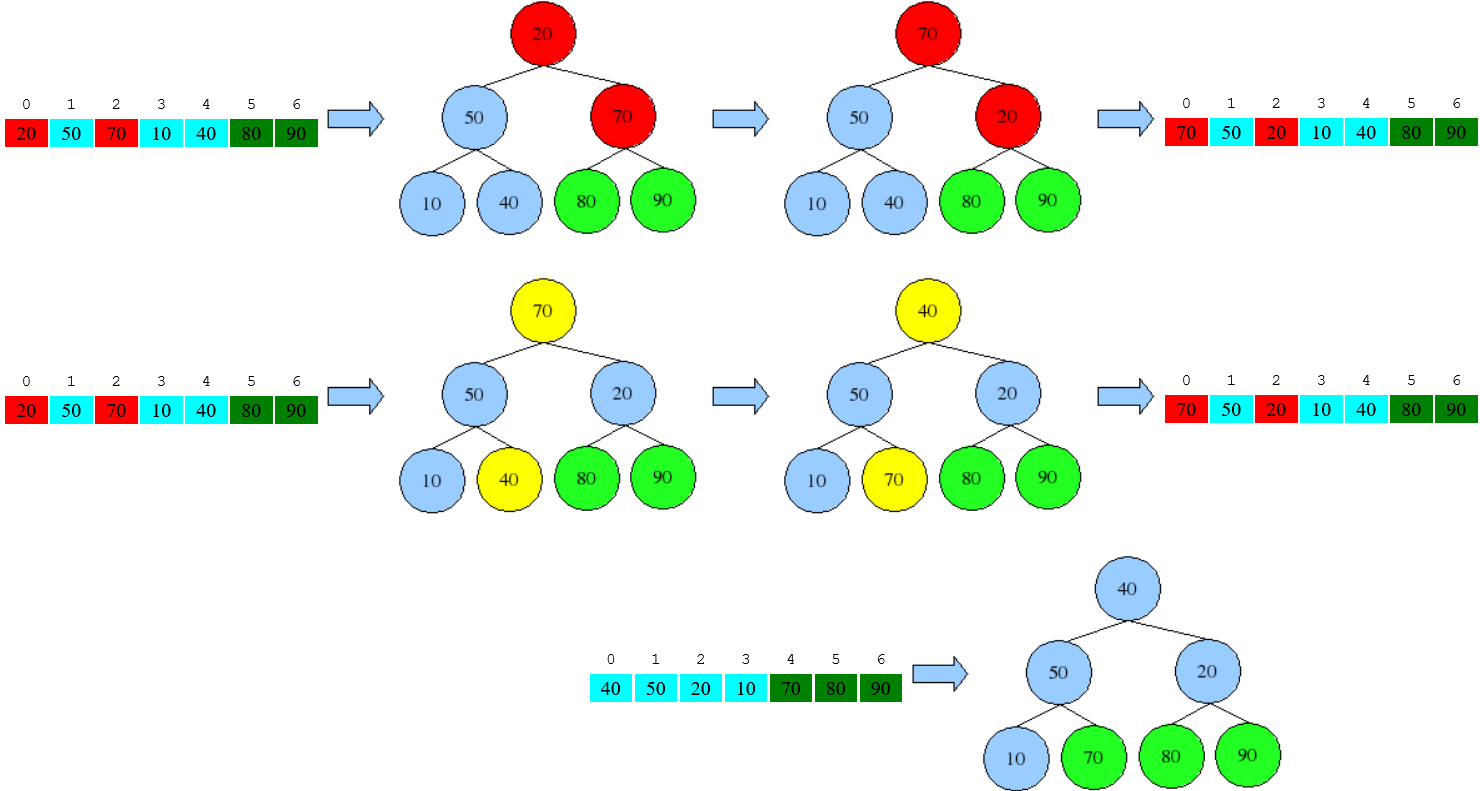 20 70
0 1 2 3 4 5 6 50 70 50 20 0 1 2 3 4 5 6
20 50 70 10 40 80 90 70 50 20 10 40 80 90
10 40 80 90 10 40 80 90
70 40
0 1 2 3 4 5 6 50 20 50 20 0 1 2 3 4 5 6
20 50 70 10 40 80 90 70 50 20 10 40 80 90
10 40 80 90 10 70 80 90
40
0 1 2 3 4 5 6 50 20
40 50 20 10 70 80 90
10 70 80 90